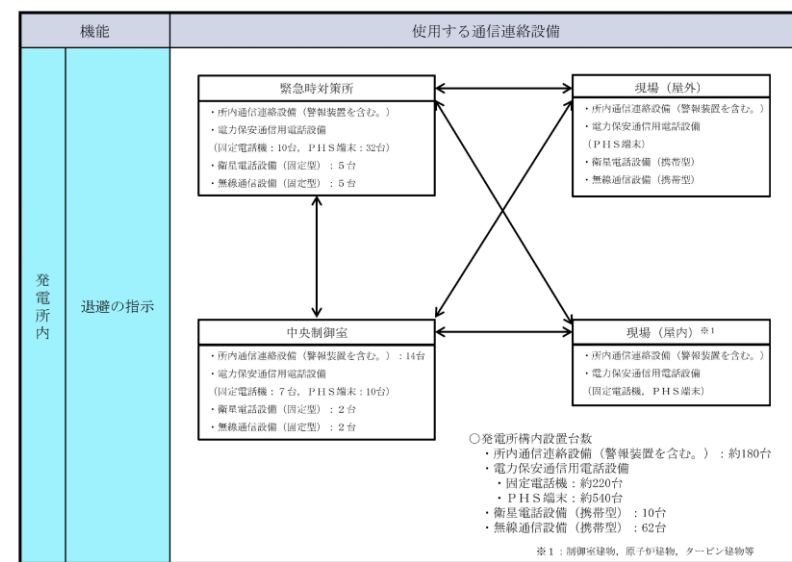 機能
使用する通信連絡設備
発電所内
退避の指示
緊急時対策所
・所内通信連絡設備（警報装置を含む。）
・電力保安通信用電話設備
（固定電話機：10台，PHS端末：32台）
・衛星電話設備（固定型）：5台
・無線通信設備（固定型）：5台
現場（屋外）
・所内通信連絡設備（警報装置を含む。）
・電力保安通信用電話設備
（PHS端末）
・衛星電話設備（携帯型）
・無線通信設備（携帯型）
中央制御室
・所内通信連絡設備（警報装置を含む。）：14台
・電力保安通信用電話設備
（固定電話機：7台，PHS端末：10台）
・衛星電話設備（固定型）：2台
・無線通信設備（固定型）：2台
現場（屋内）※1
・所内通信連絡設備（警報装置を含む。）
・電力保安通信用電話設備
（固定電話機，PHS端末）
○発電所構内設置台数
・所内通信連絡設備（警報装置を含む。）：約180台
・電力保安通信用電話設備
・固定電話機：約220台
・PHS端末：約540台
・衛星電話設備（携帯型）：10台
・無線通信設備（携帯型）：62台
※1：制御室建物，原子炉建物，タービン建物等